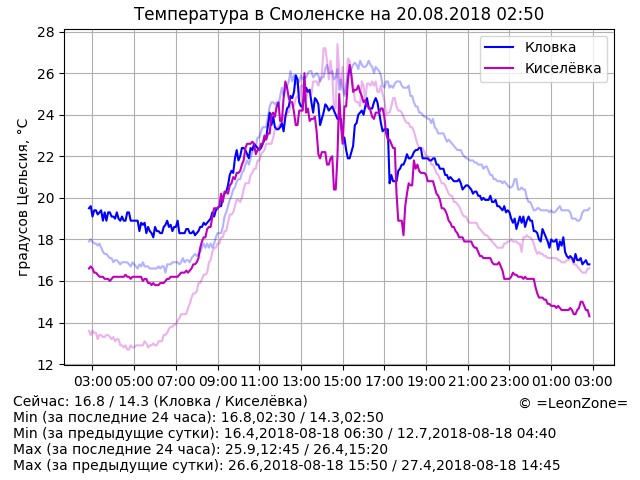 Температура в Смоленске на 20.08.2018 02:50
градусов Цельсия, °C
28
26
24
22
20
18
16
14
12
Кловка
Киселёвка
03:00 05:00 07:00 09:00 11:00 13:00 15:00 17:00 19:00 21:00 23:00 01:00 03:00
Сейчас: 16.8 / 14.3 (Кловка / Киселёвка)
© =LeonZone=
Min (за последние 24 часа): 16.8,02:30 / 14.3,02:50
Min (за предыдущие сутки): 16.4,2018-08-18 06:30 / 12.7,2018-08-18 04:40
Max (за последние 24 часа): 25.9,12:45 / 26.4,15:20
Max (за предыдущие сутки): 26.6,2018-08-18 15:50 / 27.4,2018-08-18 14:45